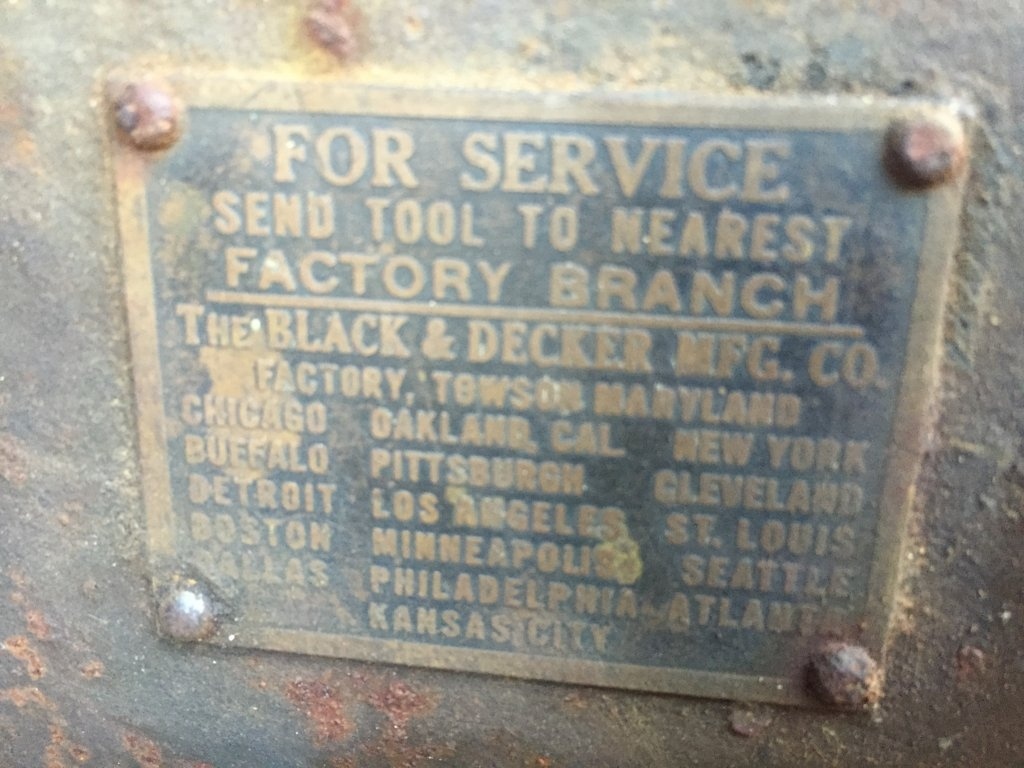 FOR SERVICE
SEND TOOL TO NEAREST
FACTORY BRANCH
THE BLACK & DECKER MFG. CO.
FACTORY, TOWSON MARYLAND
CHICAGO OAKLAND, CAL NEW YORK
BUFFALO PITTSBURGH CLEVELAND
DETROIT LOS ANGELES ST. LOUIS
BOSTON MINNEAPOLIS SEATTLE
DALLAS PHILADELPHIA ATLANTA
KANSAS CITY